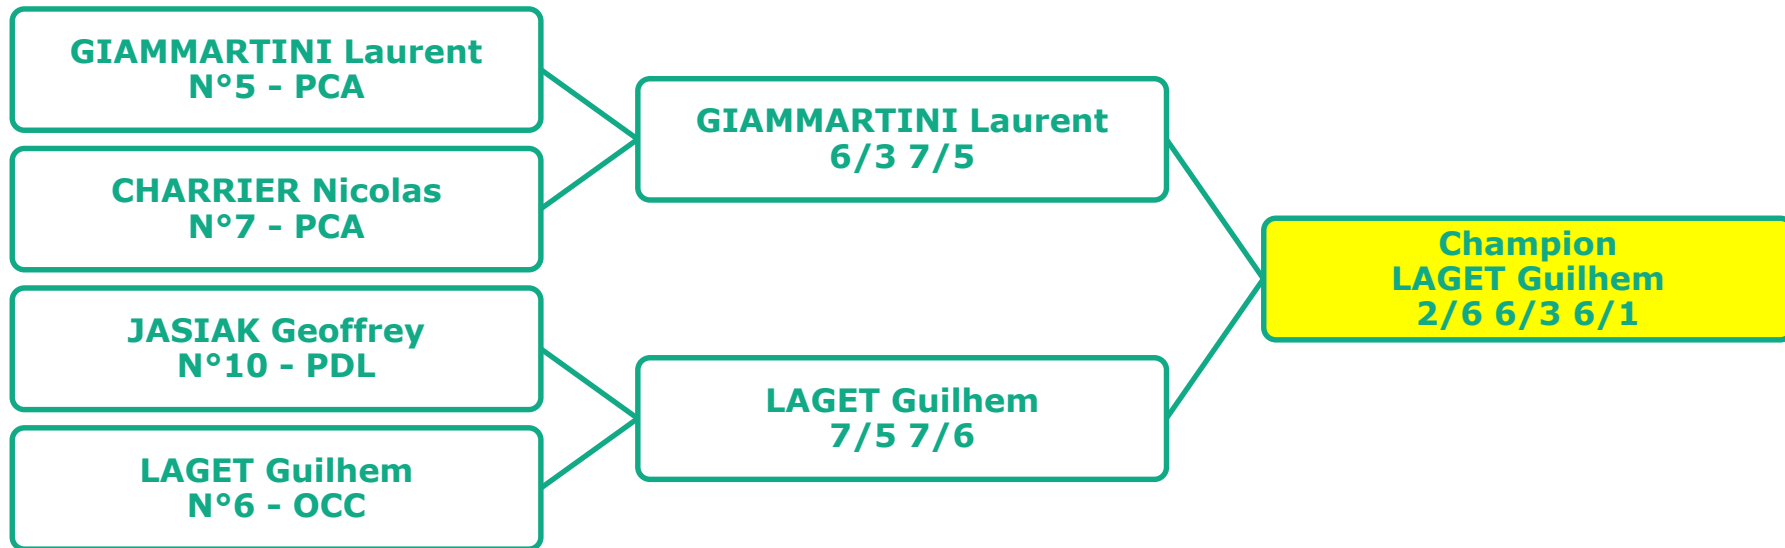 GIAMMARTINI Laurent
N°5 - PCA
CHARRIER Nicolas
N°7 - PCA
JASIAK Geoffrey
N°10 - PDL
LAGET Guilhem
N°6 - OCC
GIAMMARTINI Laurent
6/3 7/5
LAGET Guilhem
7/5 7/6
Champion
LAGET Guilhem
2/6 6/3 6/1